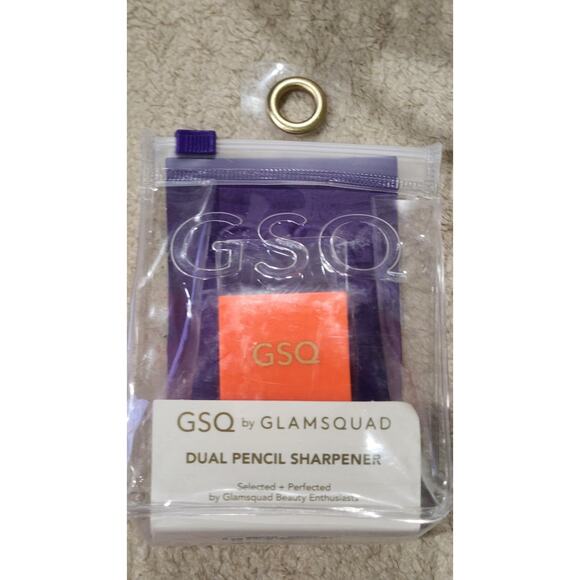 GSQ
GSQ
GSQ by GLAMSQUAD
DUAL PENCIL SHARPENER
Selected + Perfected
by Glamsquad Beauty Enthusiasts